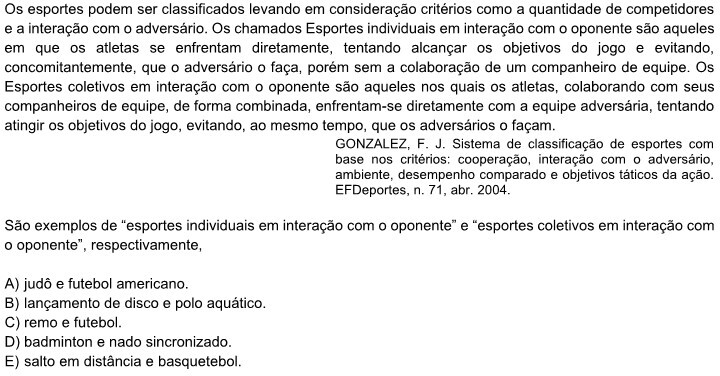 Os esportes podem ser classificados levando em consideração critérios como a quantidade de competidores
e a interação com o adversário. Os chamados Esportes individuais em interação com o oponente são aqueles
em que os atletas se enfrentam diretamente, tentando alcançar os objetivos do jogo e evitando,
concomitantemente, que o adversário o faça, porém sem a colaboração de um companheiro de equipe. Os
Esportes coletivos em interação com o oponente são aqueles nos quais os atletas, colaborando com seus
companheiros de equipe, de forma combinada, enfrentam-se diretamente com a equipe adversária, tentando
atingir os objetivos do jogo, evitando, ao mesmo tempo, que os adversários o façam.
GONZALEZ, F. J. Sistema de classificação de esportes com
base nos critérios: cooperação, interação com o adversário,
ambiente, desempenho comparado e objetivos táticos da ação.
EFDeportes, n. 71, abr. 2004.
São exemplos de “esportes individuais em interação com o oponente” e “esportes coletivos em interação com
o oponente”, respectivamente,
A) judô e futebol americano.
B) lançamento de disco e polo aquático.
C) remo e futebol.
D) badminton e nado sincronizado.
E) salto em distância e basquetebol.